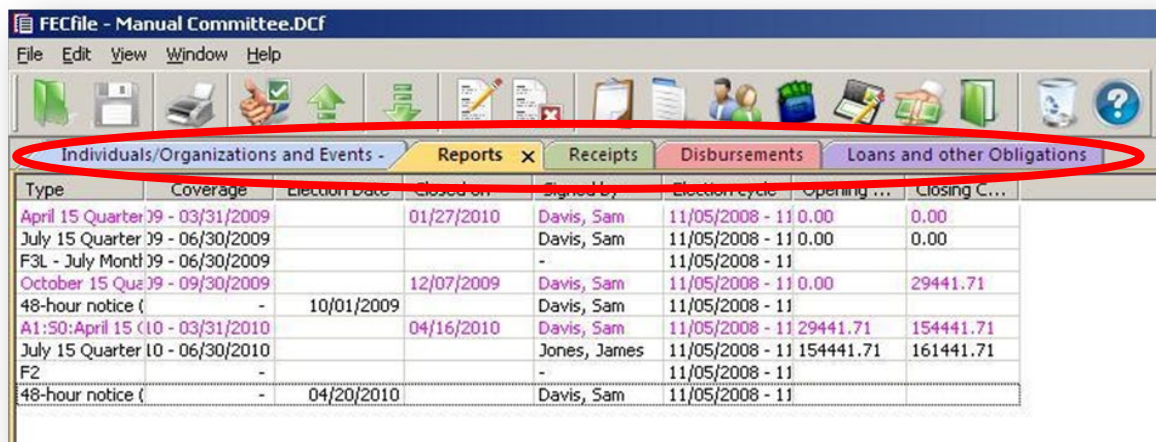 FECfile - Manual Committee.DCf
File Edit View Window Help
Individuals/Organizations and Events - Reports x Receipts Disbursements Loans and other Obligations
Type Coverage Election Date Closed on Signed by Election cycle Opening ... Closing C...
April 15 Quarter 09 - 03/31/2009 01/27/2010 Davis, Sam 11/05/2008 - 11 0.00 0.00
July 15 Quarter 09 - 06/30/2009 Davis, Sam 11/05/2008 - 11 0.00 0.00
F3L - July Month 09 - 06/30/2009 - 11/05/2008 - 11
October 15 Qua 09 - 09/30/2009 12/07/2009 Davis, Sam 11/05/2008 - 11 0.00 29441.71
48-hour notice ( - 10/01/2009 Davis, Sam 11/05/2008 - 11
A1:S0:April 15 ( 10 - 03/31/2010 04/16/2010 Davis, Sam 11/05/2008 - 11 29441.71 154441.71
July 15 Quarter 10 - 06/30/2010 Jones, James 11/05/2008 - 11 154441.71 161441.71
F2 - - 11/05/2008 - 11
48-hour notice ( - 04/20/2010 Davis, Sam 11/05/2008 - 11